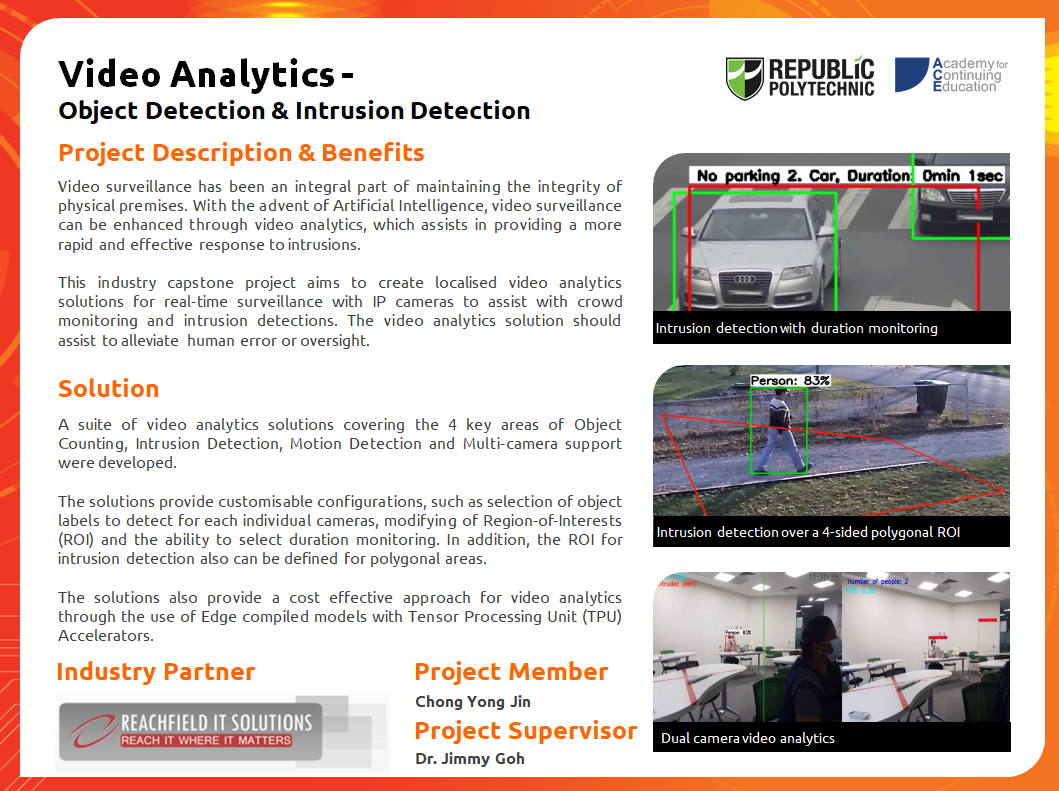 Video Analytics -
Object Detection & Intrusion Detection
REPUBLIC
POLYTECHNIC
Academy for
Continuing
Education
Project Description & Benefits
Video surveillance has been an integral part of maintaining the integrity of
physical premises. With the advent of Artificial Intelligence, video surveillance
can be enhanced through video analytics, which assists in providing a more
rapid and effective response to intrusions.
This industry capstone project aims to create localised video analytics
solutions for real-time surveillance with IP cameras to assist with crowd
monitoring and intrusion detections. The video analytics solution should
assist to alleviate human error or oversight.
Solution
A suite of video analytics solutions covering the 4 key areas of Object
Counting, Intrusion Detection, Motion Detection and Multi-camera support
were developed.
The solutions provide customisable configurations, such as selection of object
labels to detect for each individual cameras, modifying of Region-of-Interests
(ROI) and the ability to select duration monitoring. In addition, the ROI for
intrusion detection also can be defined for polygonal areas.
The solutions also provide a cost effective approach for video analytics
through the use of Edge compiled models with Tensor Processing Unit (TPU)
Accelerators.
Industry Partner
REACHFIELD IT SOLUTIONS
REACH IT WHERE IT MATTERS
Project Member
Chong Yong Jin
Project Supervisor
Dr. Jimmy Goh
No parking 2. Car, Duration: 0min 1sec
Intrusion detection with duration monitoring
Person: 83%
Intrusion detection over a 4-sided polygonal ROI
number of people: 2
Person: 83%
Dual camera video analytics